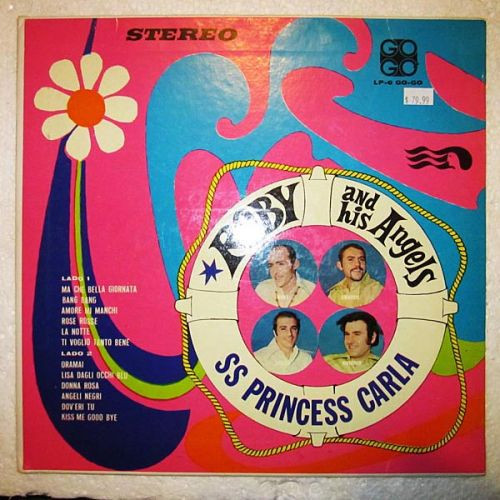 STEREO
GO
GO
LP-6 GO-GO
$ 79.99
and
his Angels
SS PRINCESS CARLA
LADO 1
MA CHE BELLA GIORNATA
BANG BANG
AMORE MI MANCHI
ROSE ROSSE
LA NOTTE
TI VOGLIO TANTO BENE
LADO 2
DRAMAI
LISA DAGLI OCCHI BLU
DONNA ROSA
ANGELI NEGRI
DOV'ERI TU
KISS ME GOOD BYE